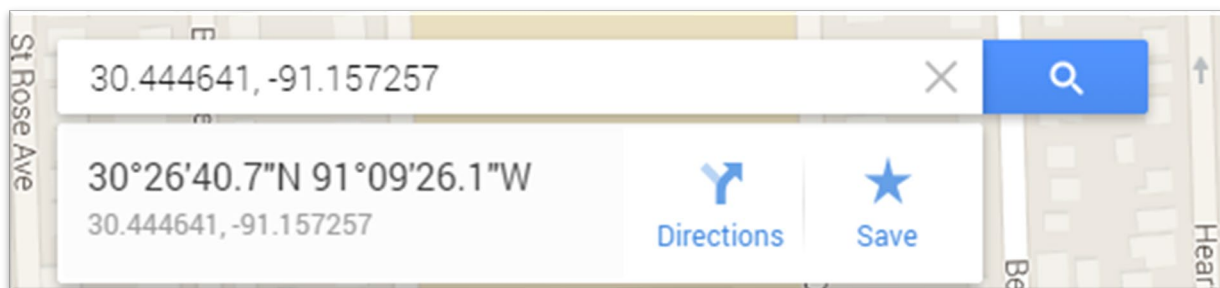 St Rose Ave
30.444641, -91.157257
30°26'40.7"N 91°09'26.1"W
30.444641, -91.157257
Directions
Save